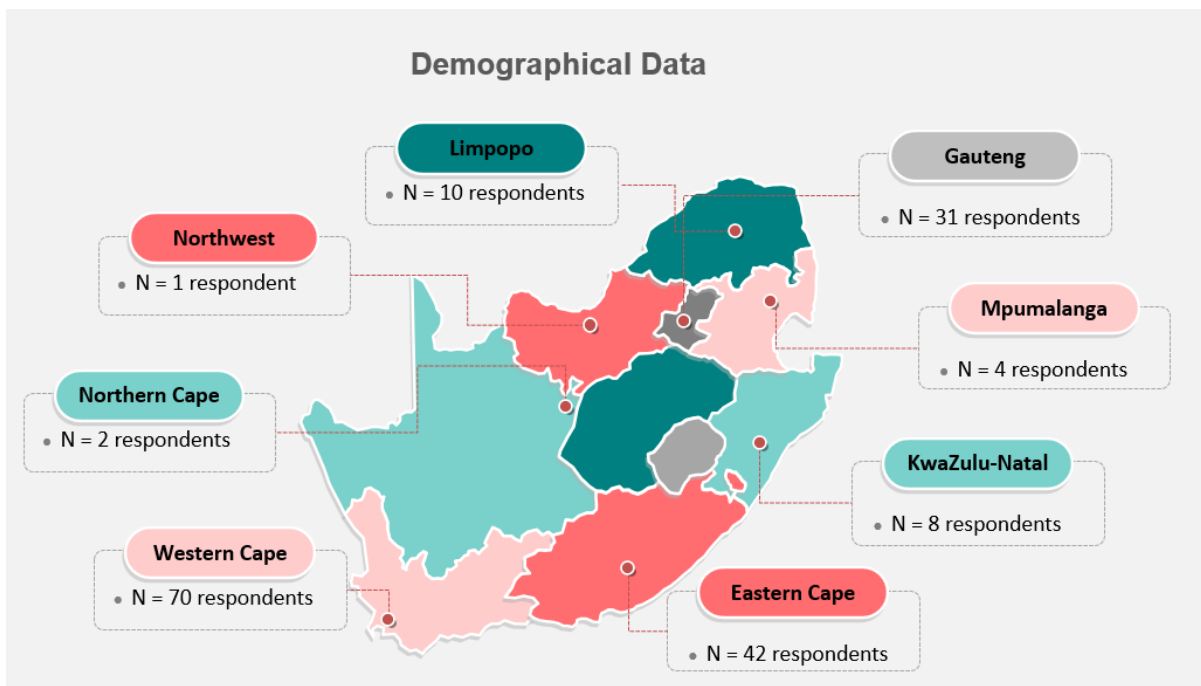 Demographical Data
Limpopo
N = 10 respondents
Gauteng
N = 31 respondents
Northwest
N = 1 respondent
Mpumalanga
N = 4 respondents
Northern Cape
N = 2 respondents
KwaZulu-Natal
N = 8 respondents
Western Cape
N = 70 respondents
Eastern Cape
N = 42 respondents